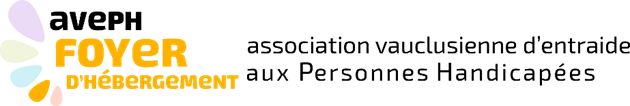 aveph
FOYER
D'HÉBERGEMENT
association vauclusienne d'entraide
aux Personnes Handicapées